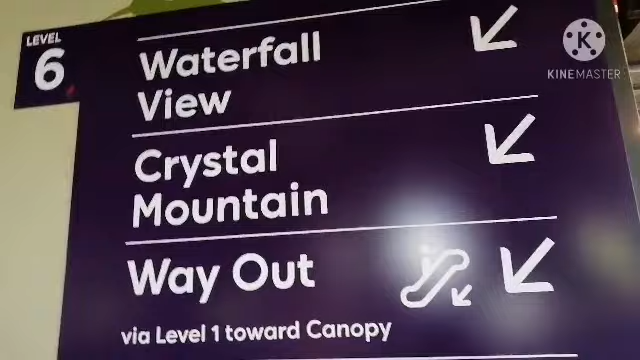 LEVEL
6
Waterfall
View
Crystal
Mountain
Way Out
via Level 1 toward Canopy
K
KINEMASTER